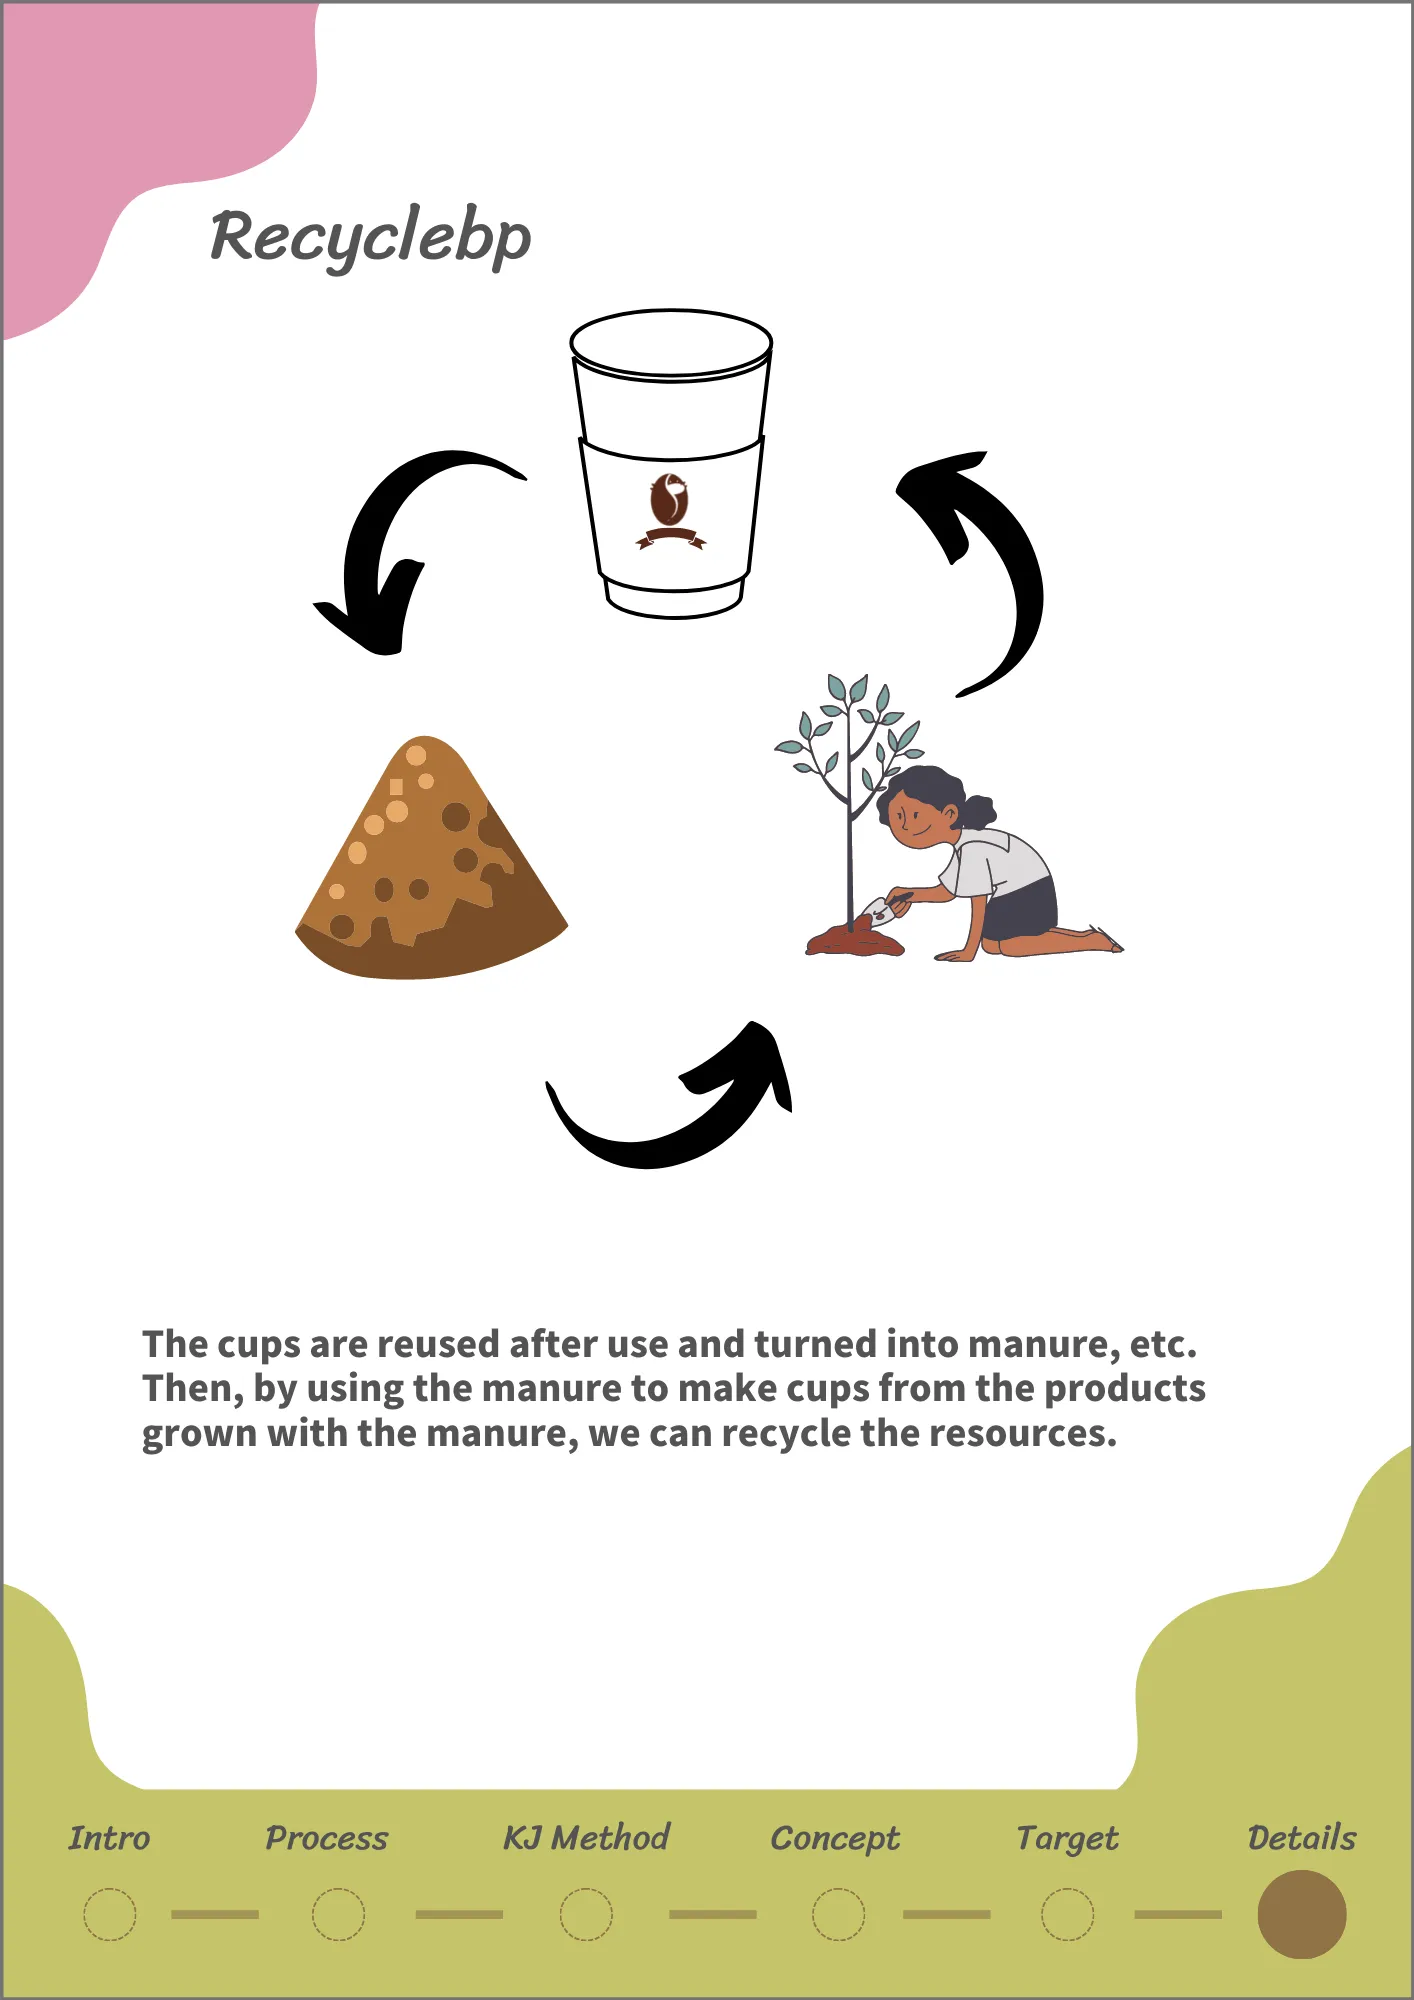 Recyclebp
The cups are reused after use and turned into manure, etc.
Then, by using the manure to make cups from the products
grown with the manure, we can recycle the resources.
Intro Process KJ Method Concept Target Details